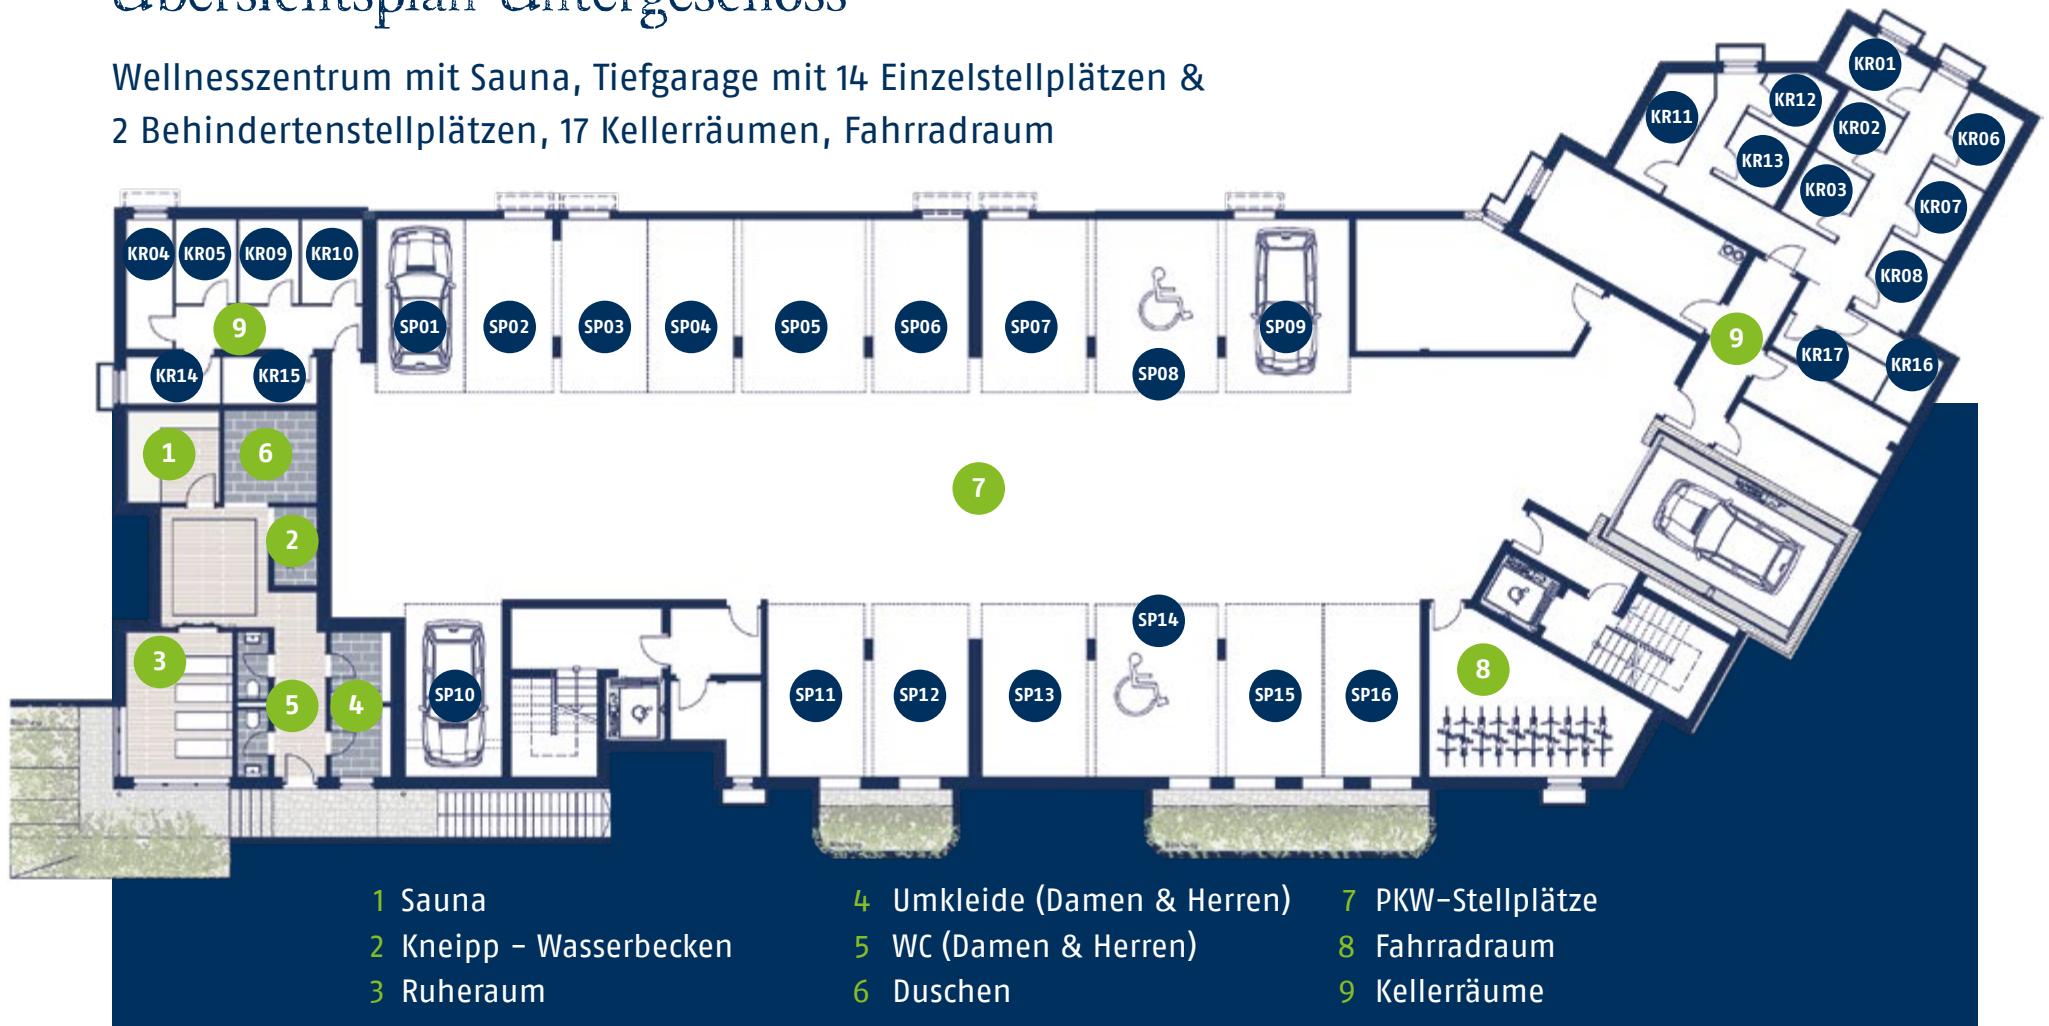 Übersichtsplan Untergeschoss
Wellnesszentrum mit Sauna, Tiefgarage mit 14 Einzelstellplätzen &
2 Behindertenstellplätzen, 17 Kellerräumen, Fahrradraum
KR01
KR11 KR12 KR02 KR06
KR13 KR03 KR07
KR04 KR05 KR09 KR10
KR08
9 SP01 SP02 SP03 SP04 SP05 SP06 SP07 SP09 9
KR14 KR15 SP08 KR17 KR16
1 6
7
2
SP14
3 8
5 4 SP10 SP11 SP12 SP13 SP15 SP16
1 Sauna
2 Kneipp - Wasserbecken
3 Ruheraum
4 Umkleide (Damen & Herren)
5 WC (Damen & Herren)
6 Duschen
7 PKW-Stellplätze
8 Fahrradraum
9 Kellerräume